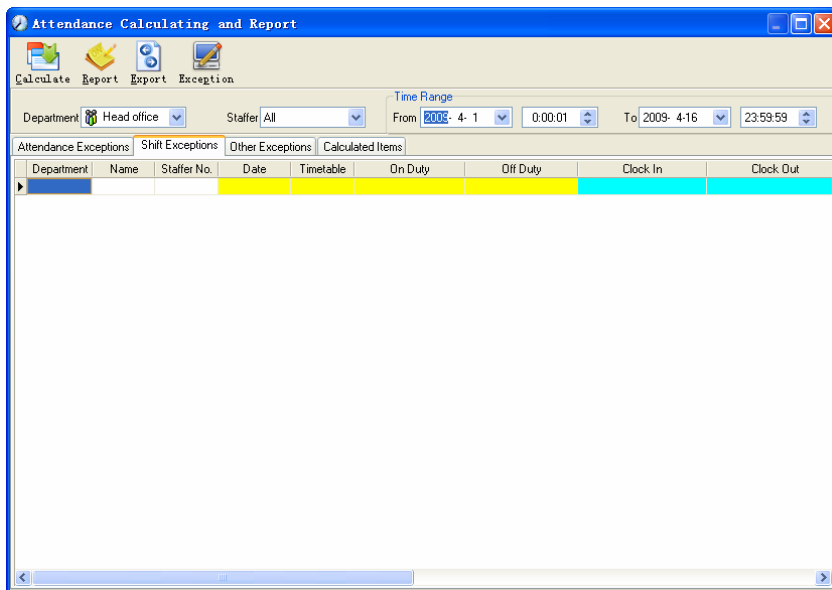 Attendance Calculating and Report
Calculate Report Export Exception
Time Range
Department Head office Staffer All From 2009- 4- 1 0:00:01 To 2009- 4-16 23:59:59
Attendance Exceptions Shift Exceptions Other Exceptions Calculated Items
Department Name Staffer No. Date Timetable On Duty Off Duty Clock In Clock Out